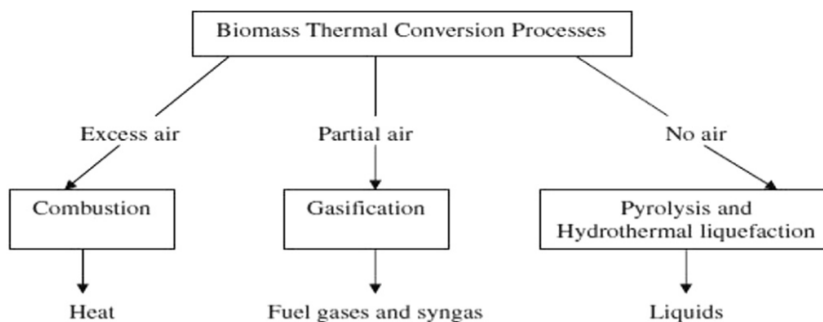 Biomass Thermal Conversion Processes
Excess air
Partial air
No air
Combustion
Gasification
Pyrolysis and
Hydrothermal liquefaction
Heat
Fuel gases and syngas
Liquids